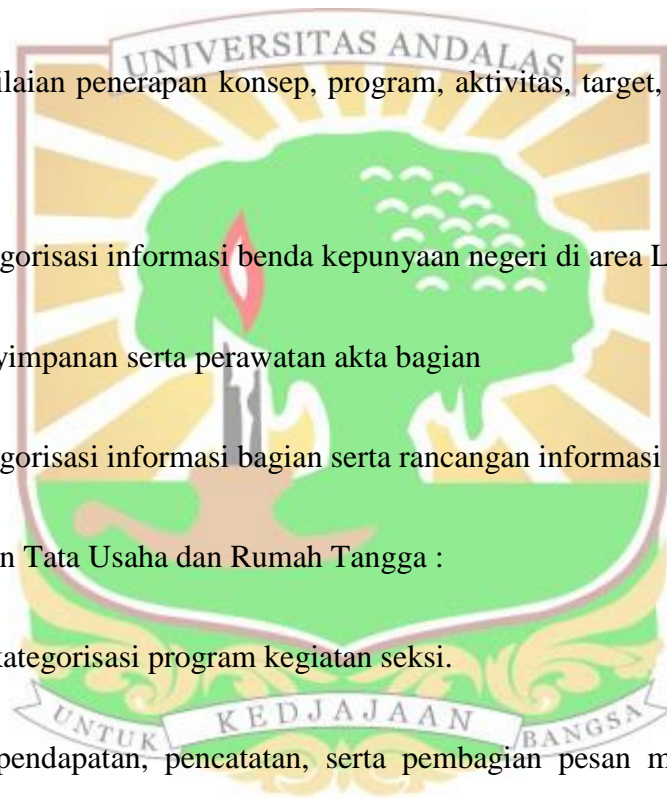 UNIVERSITAS ANDALAS
ilaian penerapan konsep, program, aktivitas, target,
gorisasi informasi benda kepunyaan negeri di area L
yimpanan serta perawatan akta bagian
gorisasi informasi bagian serta rancangan informasi
n Tata Usaha dan Rumah Tangga :
kategorisasi program kegiatan seksi.
UNTUK KEDJAJAAN BANGSA
pendapatan, pencatatan, serta pembagian pesan m